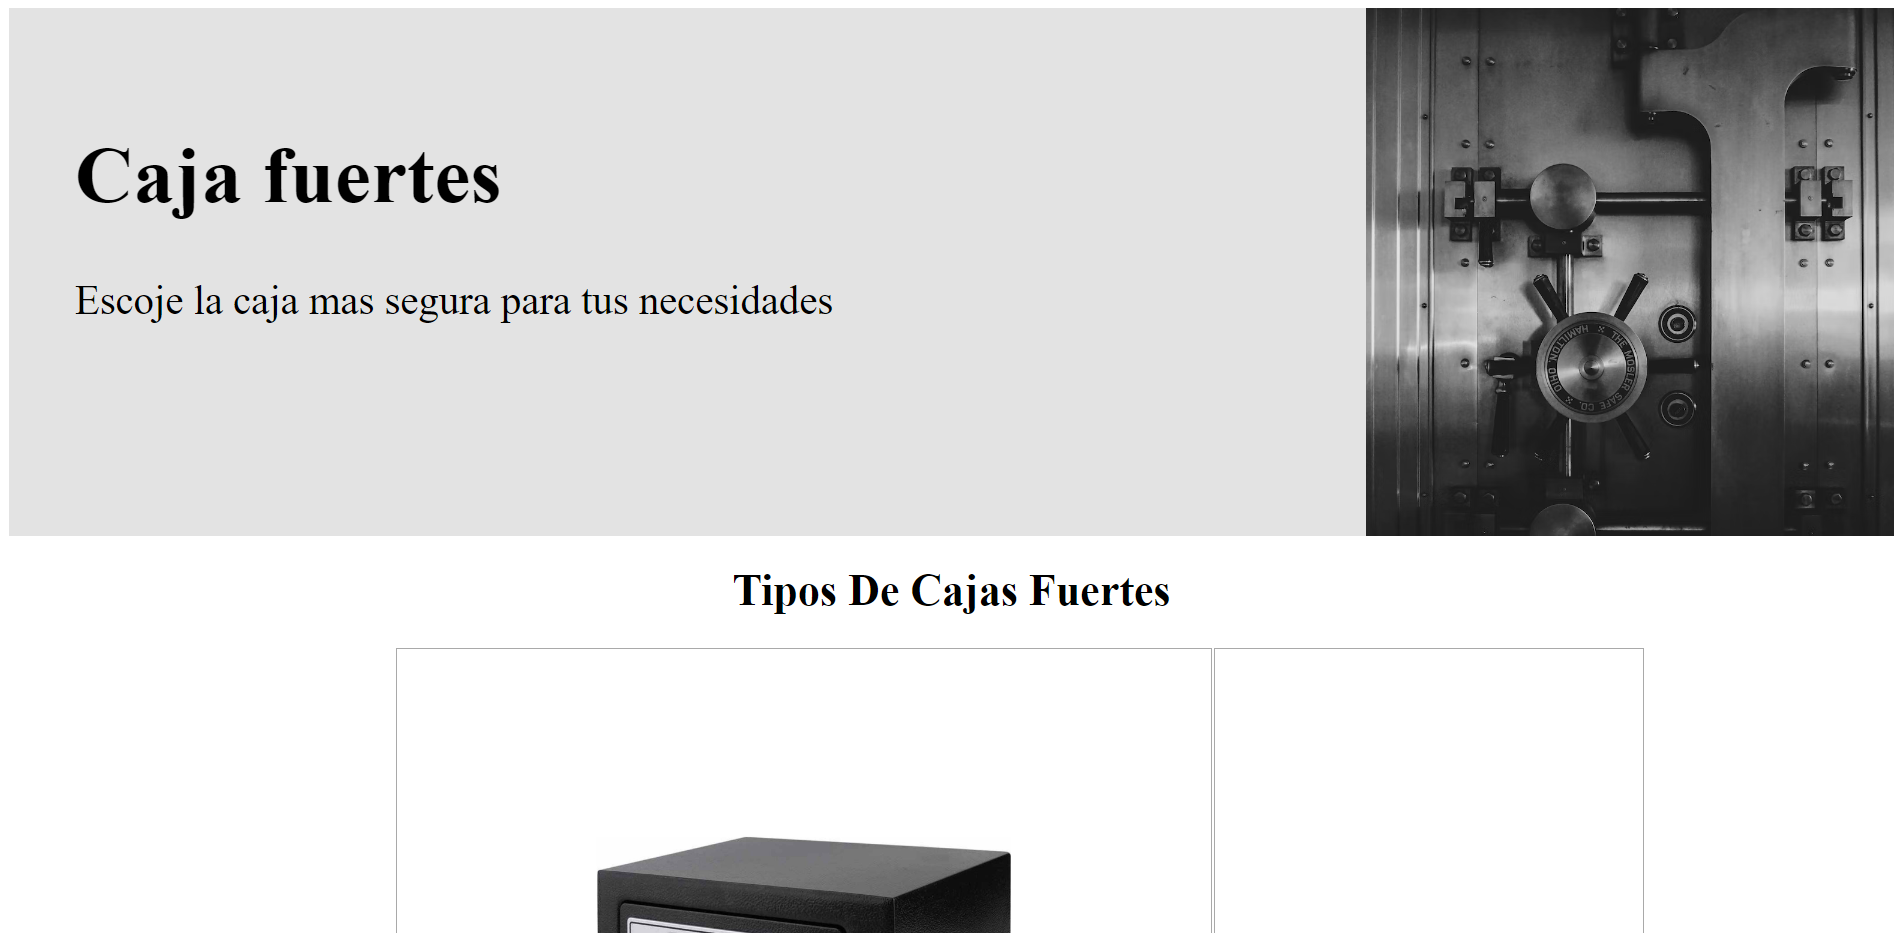 Caja fuertes
Escoje la caja mas segura para tus necesidades
THE MOSLER SAFE CO. × HAMILTON, OHIO ×
Tipos De Cajas Fuertes